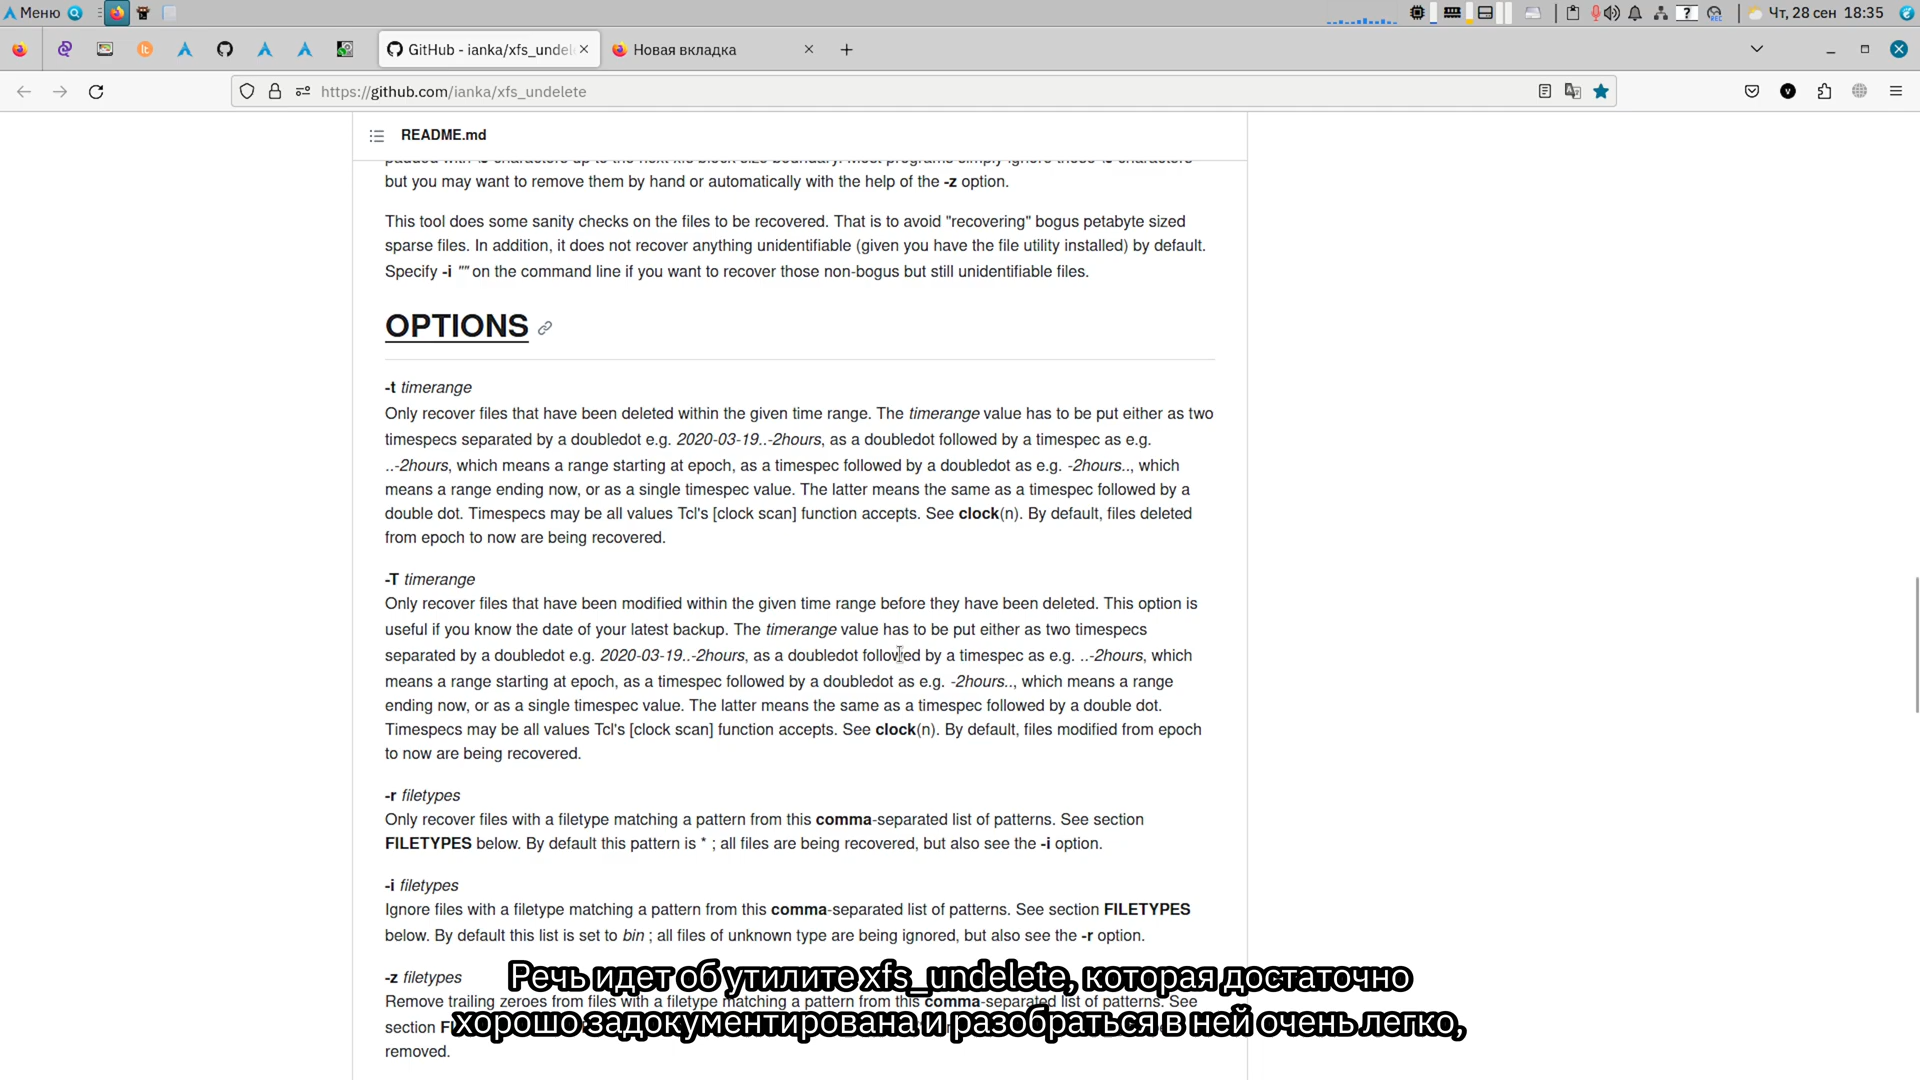 Меню
Чт, 28 сен 18:35
GitHub - ianka/xfs_undele
Новая вкладка
https://github.com/ianka/xfs_undelete
README.md
but you may want to remove them by hand or automatically with the help of the -z option.
This tool does some sanity checks on the files to be recovered. That is to avoid "recovering" bogus petabyte sized
sparse files. In addition, it does not recover anything unidentifiable (given you have the file utility installed) by default.
Specify -i "" on the command line if you want to recover those non-bogus but still unidentifiable files.
OPTIONS
-t timerange
Only recover files that have been deleted within the given time range. The timerange value has to be put either as two
timespecs separated by a doubledot e.g. 2020-03-19..-2hours, as a doubledot followed by a timespec as e.g.
..-2hours, which means a range starting at epoch, as a timespec followed by a doubledot as e.g. -2hours.., which
means a range ending now, or as a single timespec value. The latter means the same as a timespec followed by a
double dot. Timespecs may be all values Tcl's [clock scan] function accepts. See clock(n). By default, files deleted
from epoch to now are being recovered.
-T timerange
Only recover files that have been modified within the given time range before they have been deleted. This option is
useful if you know the date of your latest backup. The timerange value has to be put either as two timespecs
separated by a doubledot e.g. 2020-03-19..-2hours, as a doubledot followed by a timespec as e.g. ..-2hours, which
means a range starting at epoch, as a timespec followed by a doubledot as e.g. -2hours.., which means a range
ending now, or as a single timespec value. The latter means the same as a timespec followed by a double dot.
Timespecs may be all values Tcl's [clock scan] function accepts. See clock(n). By default, files modified from epoch
to now are being recovered.
-r filetypes
Only recover files with a filetype matching a pattern from this comma-separated list of patterns. See section
FILETYPES below. By default this pattern is * ; all files are being recovered, but also see the -i option.
-i filetypes
Ignore files with a filetype matching a pattern from this comma-separated list of patterns. See section FILETYPES
below. By default this list is set to bin ; all files of unknown type are being ignored, but also see the -r option.
-z filetypes
Речь идет об утилите xfs_undelete, которая достаточно
Remove trailing zeroes from files with a filetype matching a pattern from this comma-separated list of patterns. See
хорошо задокументирована и разобраться в ней очень легко,
section
removed.